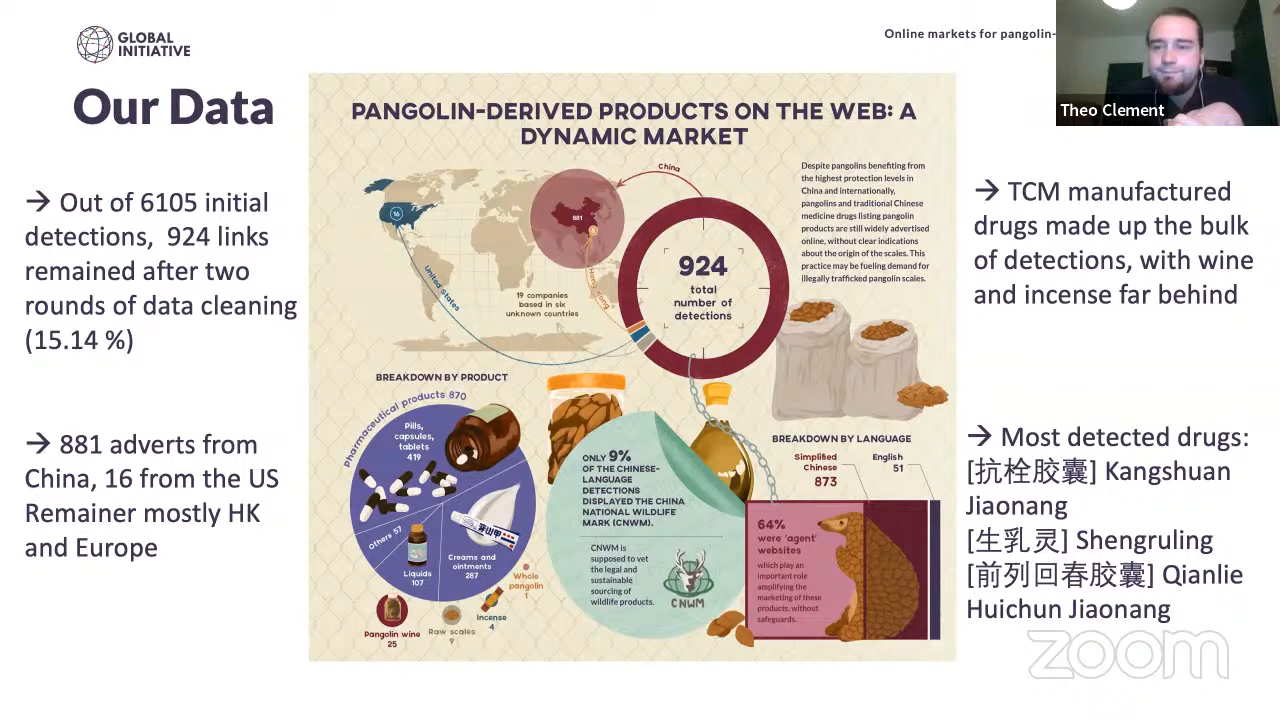 GLOBAL
INITIATIVE
Online markets for pangolin-
Theo Clement
Our Data
→ Out of 6105 initial
detections, 924 links
remained after two
rounds of data cleaning
(15.14 %)
→ 881 adverts from
China, 16 from the US
Remainer mostly HK
and Europe
PANGOLIN-DERIVED PRODUCTS ON THE WEB: A
DYNAMIC MARKET
China
16
881
United States
Hong Kong
19 companies
based in six
unknown countries
924
total
number of
detections
Despite pangolins benefiting from
the highest protection levels in
China and internationally,
pangolins and traditional Chinese
medicine drugs listing pangolin
products are still widely advertised
online, without clear indications
about the origin of the scales. This
practice may be fueling demand for
illegally trafficked pangolin scales.
BREAKDOWN BY PRODUCT
Pharmaceutical products 870
Pills,
capsules,
tablets
419
Others 57
Liquids
107
Creams and
ointments
287
Whole
pangolin
1
Incense
4
Raw scales
9
Pangolin wine
25
ONLY 9%
OF THE CHINESE-
LANGUAGE
DETECTIONS
DISPLAYED THE CHINA
NATIONAL WILDLIFE
MARK (CNWM).
CNWM is
supposed to vet
the legal and
sustainable
sourcing of
wildlife products.
CNWM
BREAKDOWN BY LANGUAGE
Simplified
Chinese
873
English
51
64%
were 'agent'
websites
which play an
important role
amplifying the
marketing of these
products, without
safeguards.
→ TCM manufactured
drugs made up the bulk
of detections, with wine
and incense far behind
→ Most detected drugs:
[抗栓胶囊] Kangshuan
Jiaonang
[生乳灵] Shengruling
[前列回春胶囊] Qianlie
Huichun Jiaonang
zoom